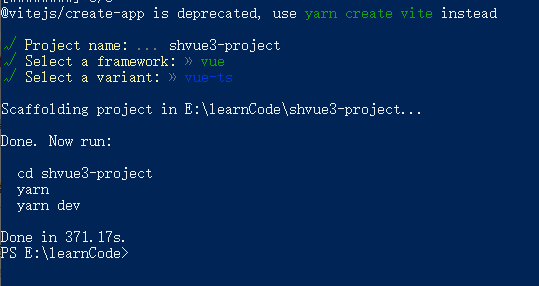 @vitejs/create-app is deprecated, use yarn create vite instead
√ Project name: ... shvue3-project
√ Select a framework: » vue
√ Select a variant: » vue-ts
Scaffolding project in E:\learnCode\shvue3-project...
Done. Now run:
cd shvue3-project
yarn
yarn dev
Done in 371.17s.
PS E:\learnCode>